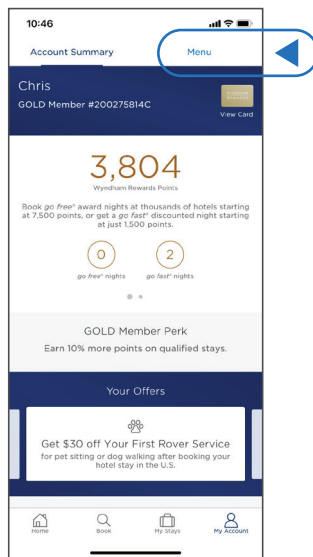 10:46
Account Summary Menu
Chris
GOLD Member #200275814C
View Card
3,804
Wyndham Rewards Points
Book go free® award nights at thousands of hotels starting
at 7,500 points, or get a go fast® discounted night starting
at just 1,500 points.
0 2
go free® nights go fast® nights
GOLD Member Perk
Earn 10% more points on qualified stays.
Your Offers
Get $30 off Your First Rover Service
for pet sitting or dog walking after booking your
hotel stay in the U.S.
Home Book My Stays My Account